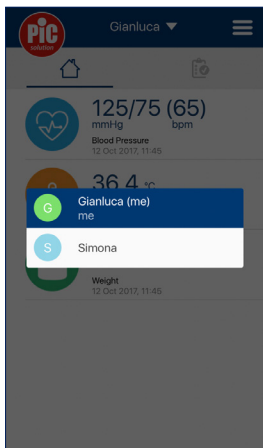 PiC
solution
Gianluca ▼
125/75 (65)
mmHg bpm
Blood Pressure
12 Oct 2017, 11:45
36.4 °C
G
Gianluca (me)
me
S
Simona
Weight
12 Oct 2017, 11:45